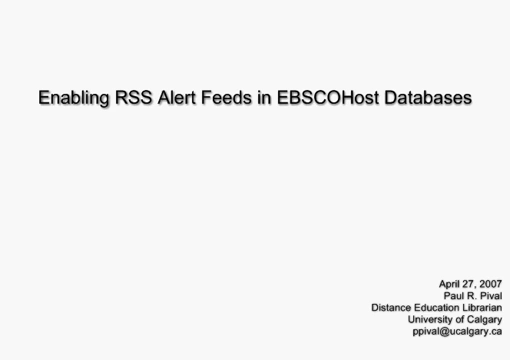 Enabling RSS Alert Feeds in EBSCOHost Databases
April 27, 2007
Paul R. Pival
Distance Education Librarian
University of Calgary
ppival@ucalgary.ca